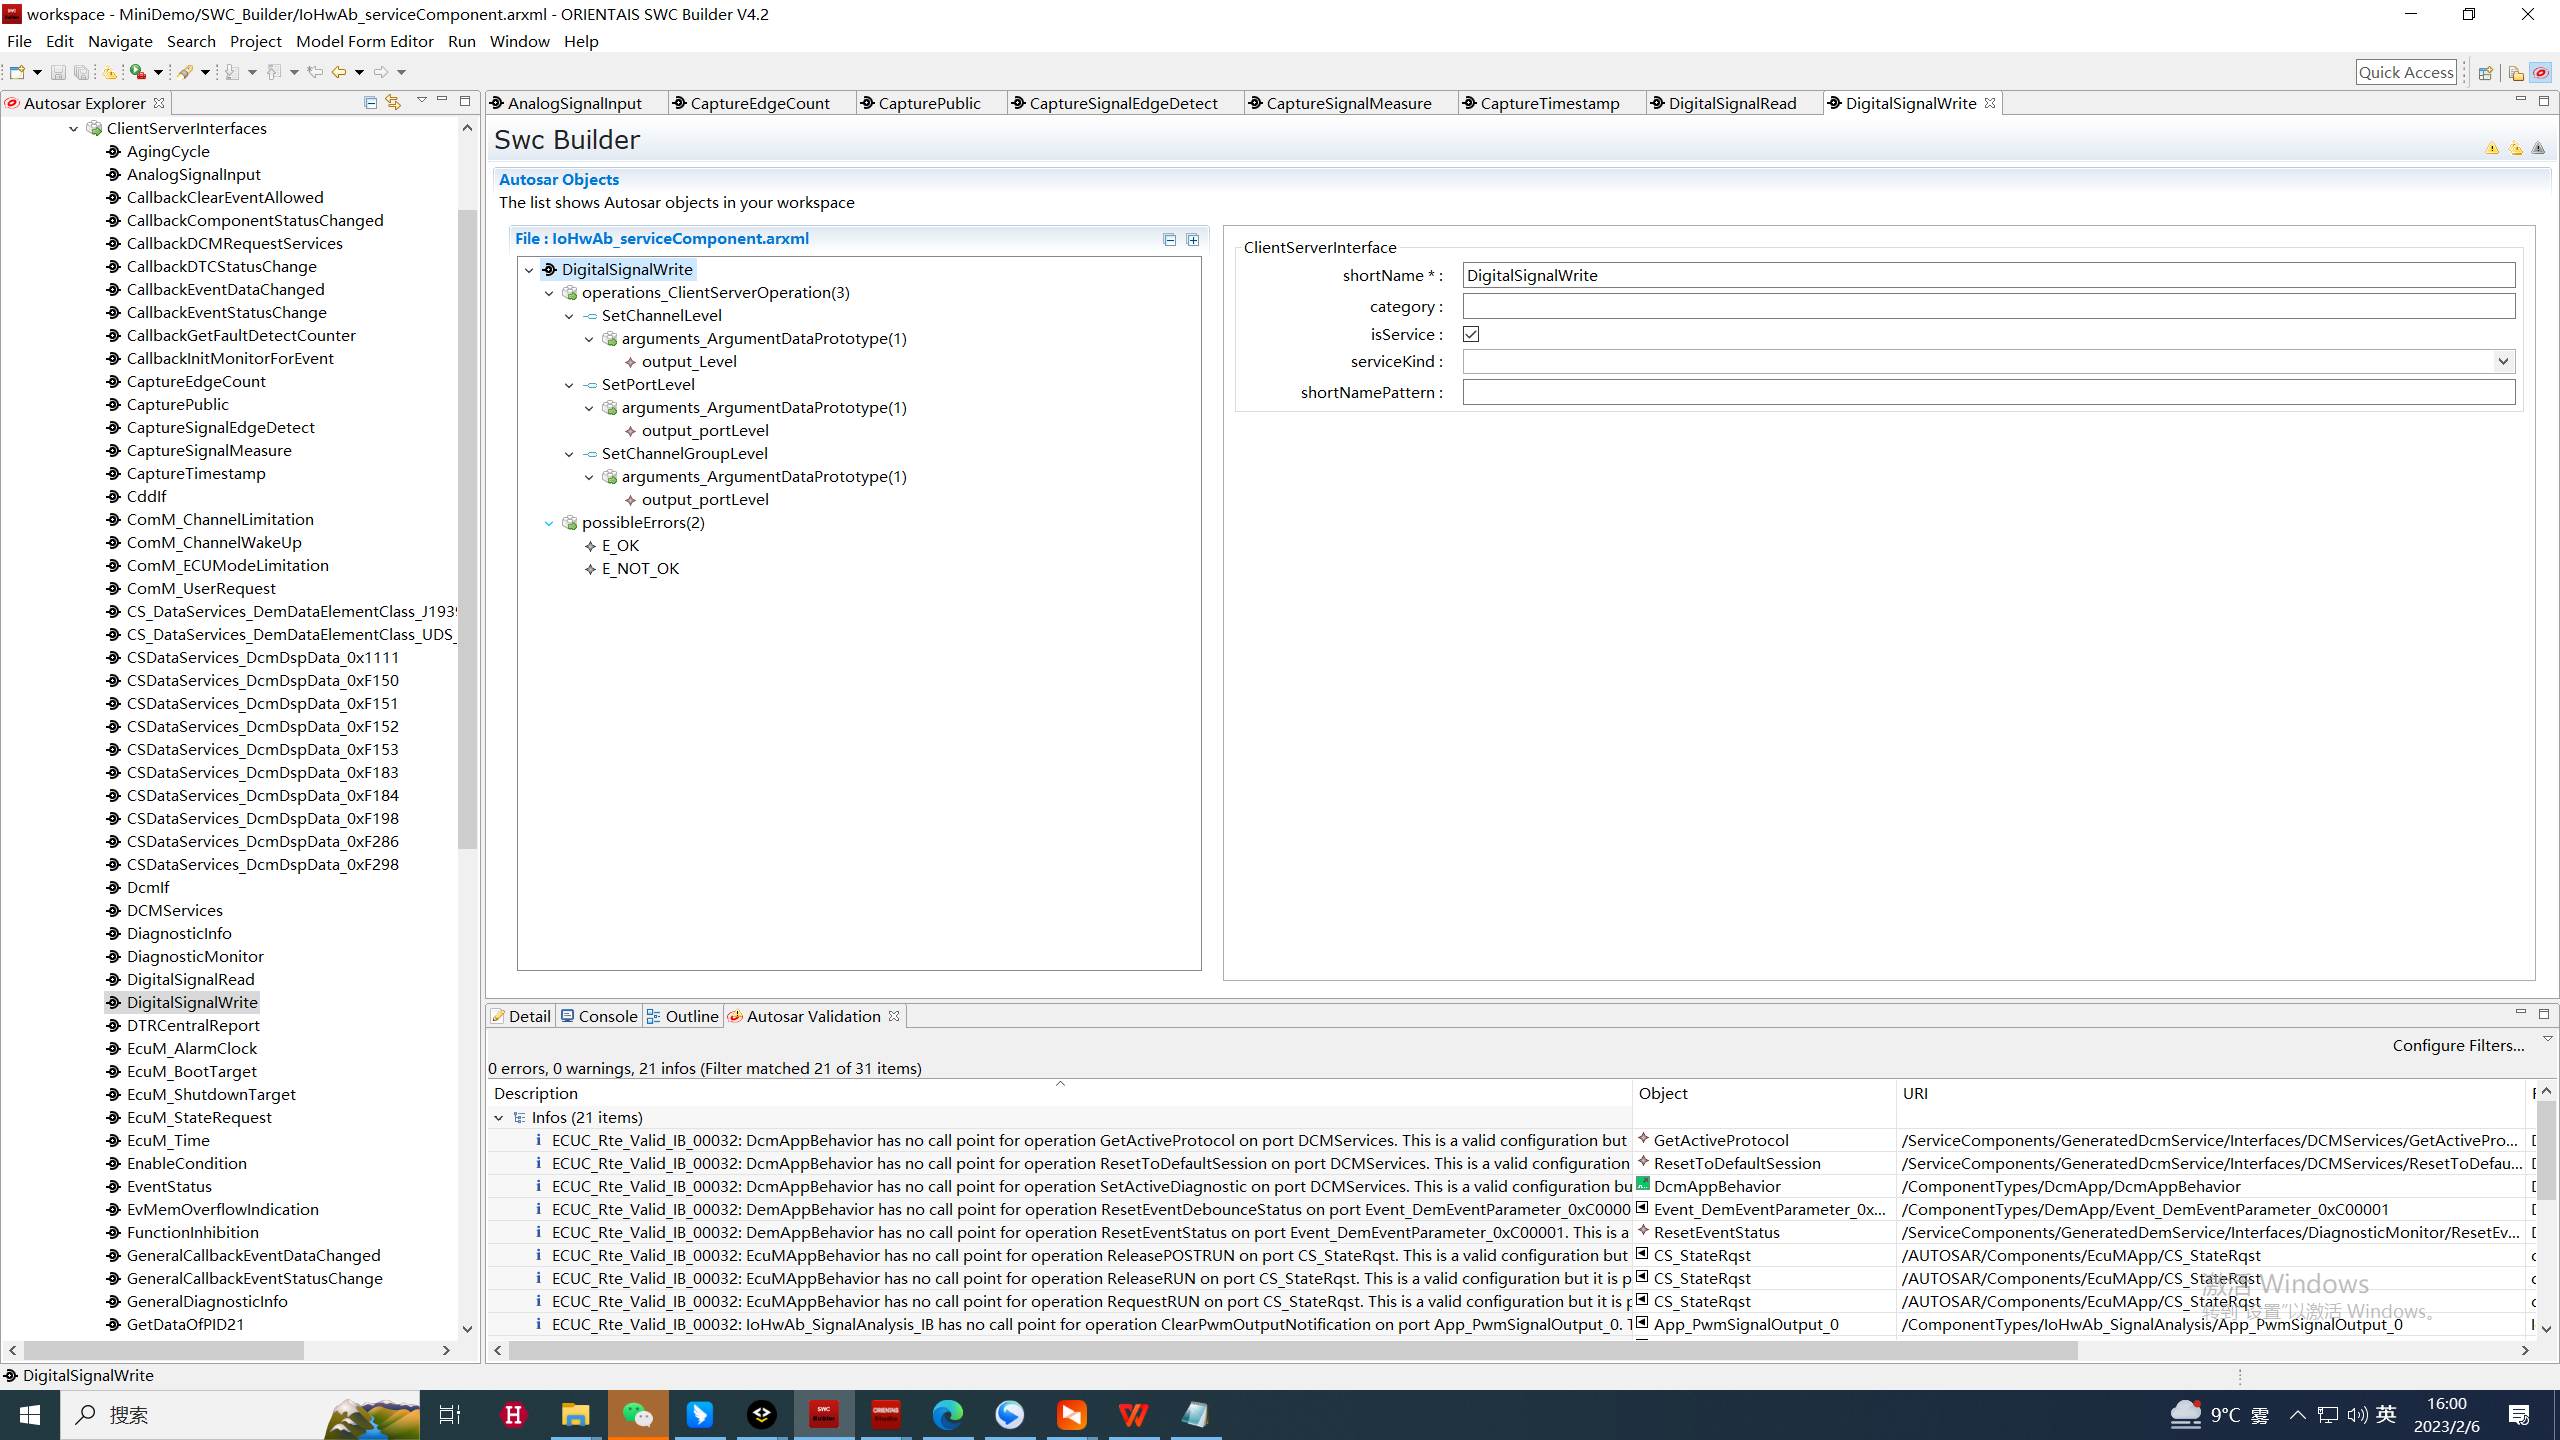 workspace - MiniDemo/SWC_Builder/IoHwAb_serviceComponent.arxml - ORIENTAIS SWC Builder V4.2
File Edit Navigate Search Project Model Form Editor Run Window Help
Quick Access
Autosar Explorer
ClientServerInterfaces
AgingCycle
AnalogSignalInput
CallbackClearEventAllowed
CallbackComponentStatusChanged
CallbackDCMRequestServices
CallbackDTCStatusChange
CallbackEventDataChanged
CallbackEventStatusChange
CallbackGetFaultDetectCounter
CallbackInitMonitorForEvent
CaptureEdgeCount
CapturePublic
CaptureSignalEdgeDetect
CaptureSignalMeasure
CaptureTimestamp
CddIf
ComM_ChannelLimitation
ComM_ChannelWakeUp
ComM_ECUModeLimitation
ComM_UserRequest
CS_DataServices_DemDataElementClass_J193
CS_DataServices_DemDataElementClass_UDS_
CSDataServices_DcmDspData_0x1111
CSDataServices_DcmDspData_0xF150
CSDataServices_DcmDspData_0xF151
CSDataServices_DcmDspData_0xF152
CSDataServices_DcmDspData_0xF153
CSDataServices_DcmDspData_0xF183
CSDataServices_DcmDspData_0xF184
CSDataServices_DcmDspData_0xF198
CSDataServices_DcmDspData_0xF286
CSDataServices_DcmDspData_0xF298
DcmIf
DCMServices
DiagnosticInfo
DiagnosticMonitor
DigitalSignalRead
DigitalSignalWrite
DTRCentralReport
EcuM_AlarmClock
EcuM_BootTarget
EcuM_ShutdownTarget
EcuM_StateRequest
EcuM_Time
EnableCondition
EventStatus
EvMemOverflowIndication
FunctionInhibition
GeneralCallbackEventDataChanged
GeneralCallbackEventStatusChange
GeneralDiagnosticInfo
GetDataOfPID21
AnalogSignalInput CaptureEdgeCount CapturePublic CaptureSignalEdgeDetect CaptureSignalMeasure CaptureTimestamp DigitalSignalRead DigitalSignalWrite
Swc Builder
Autosar Objects
The list shows Autosar objects in your workspace
File : IoHwAb_serviceComponent.arxml
DigitalSignalWrite
operations_ClientServerOperation(3)
SetChannelLevel
arguments_ArgumentDataPrototype(1)
output_Level
SetPortLevel
arguments_ArgumentDataPrototype(1)
output_portLevel
SetChannelGroupLevel
arguments_ArgumentDataPrototype(1)
output_portLevel
possibleErrors(2)
E_OK
E_NOT_OK
ClientServerInterface
shortName * : DigitalSignalWrite
category :
isService :
serviceKind :
shortNamePattern :
Detail Console Outline Autosar Validation
Configure Filters...
0 errors, 0 warnings, 21 infos (Filter matched 21 of 31 items)
Description Object URI
Infos (21 items)
ECUC_Rte_Valid_IB_00032: DcmAppBehavior has no call point for operation GetActiveProtocol on port DCMServices. This is a valid configuration but GetActiveProtocol /ServiceComponents/GeneratedDcmService/Interfaces/DCMServices/GetActivePro...
ECUC_Rte_Valid_IB_00032: DcmAppBehavior has no call point for operation ResetToDefaultSession on port DCMServices. This is a valid configuration ResetToDefaultSession /ServiceComponents/GeneratedDcmService/Interfaces/DCMServices/ResetToDefau...
ECUC_Rte_Valid_IB_00032: DcmAppBehavior has no call point for operation SetActiveDiagnostic on port DCMServices. This is a valid configuration bu DcmAppBehavior /ComponentTypes/DcmApp/DcmAppBehavior
ECUC_Rte_Valid_IB_00032: DemAppBehavior has no call point for operation ResetEventDebounceStatus on port Event_DemEventParameter_0xC0000 Event_DemEventParameter_0x... /ComponentTypes/DemApp/Event_DemEventParameter_0xC00001
ECUC_Rte_Valid_IB_00032: DemAppBehavior has no call point for operation ResetEventStatus on port Event_DemEventParameter_0xC00001. This is a ResetEventStatus /ServiceComponents/GeneratedDemService/Interfaces/DiagnosticMonitor/ResetEv...
ECUC_Rte_Valid_IB_00032: EcuMAppBehavior has no call point for operation ReleasePOSTRUN on port CS_StateRqst. This is a valid configuration but CS_StateRqst /AUTOSAR/Components/EcuMApp/CS_StateRqst
ECUC_Rte_Valid_IB_00032: EcuMAppBehavior has no call point for operation ReleaseRUN on port CS_StateRqst. This is a valid configuration but it is p CS_StateRqst /AUTOSAR/Components/EcuMApp/CS_StateRqst
ECUC_Rte_Valid_IB_00032: EcuMAppBehavior has no call point for operation RequestRUN on port CS_StateRqst. This is a valid configuration but it is p CS_StateRqst /AUTOSAR/Components/EcuMApp/CS_StateRqst
ECUC_Rte_Valid_IB_00032: IoHwAb_SignalAnalysis_IB has no call point for operation ClearPwmOutputNotification on port App_PwmSignalOutput_0. T App_PwmSignalOutput_0 /ComponentTypes/IoHwAb_SignalAnalysis/App_PwmSignalOutput_0
激活 Windows
转到"设置"以激活 Windows。
DigitalSignalWrite
搜索
9°C 雾
英
16:00
2023/2/6